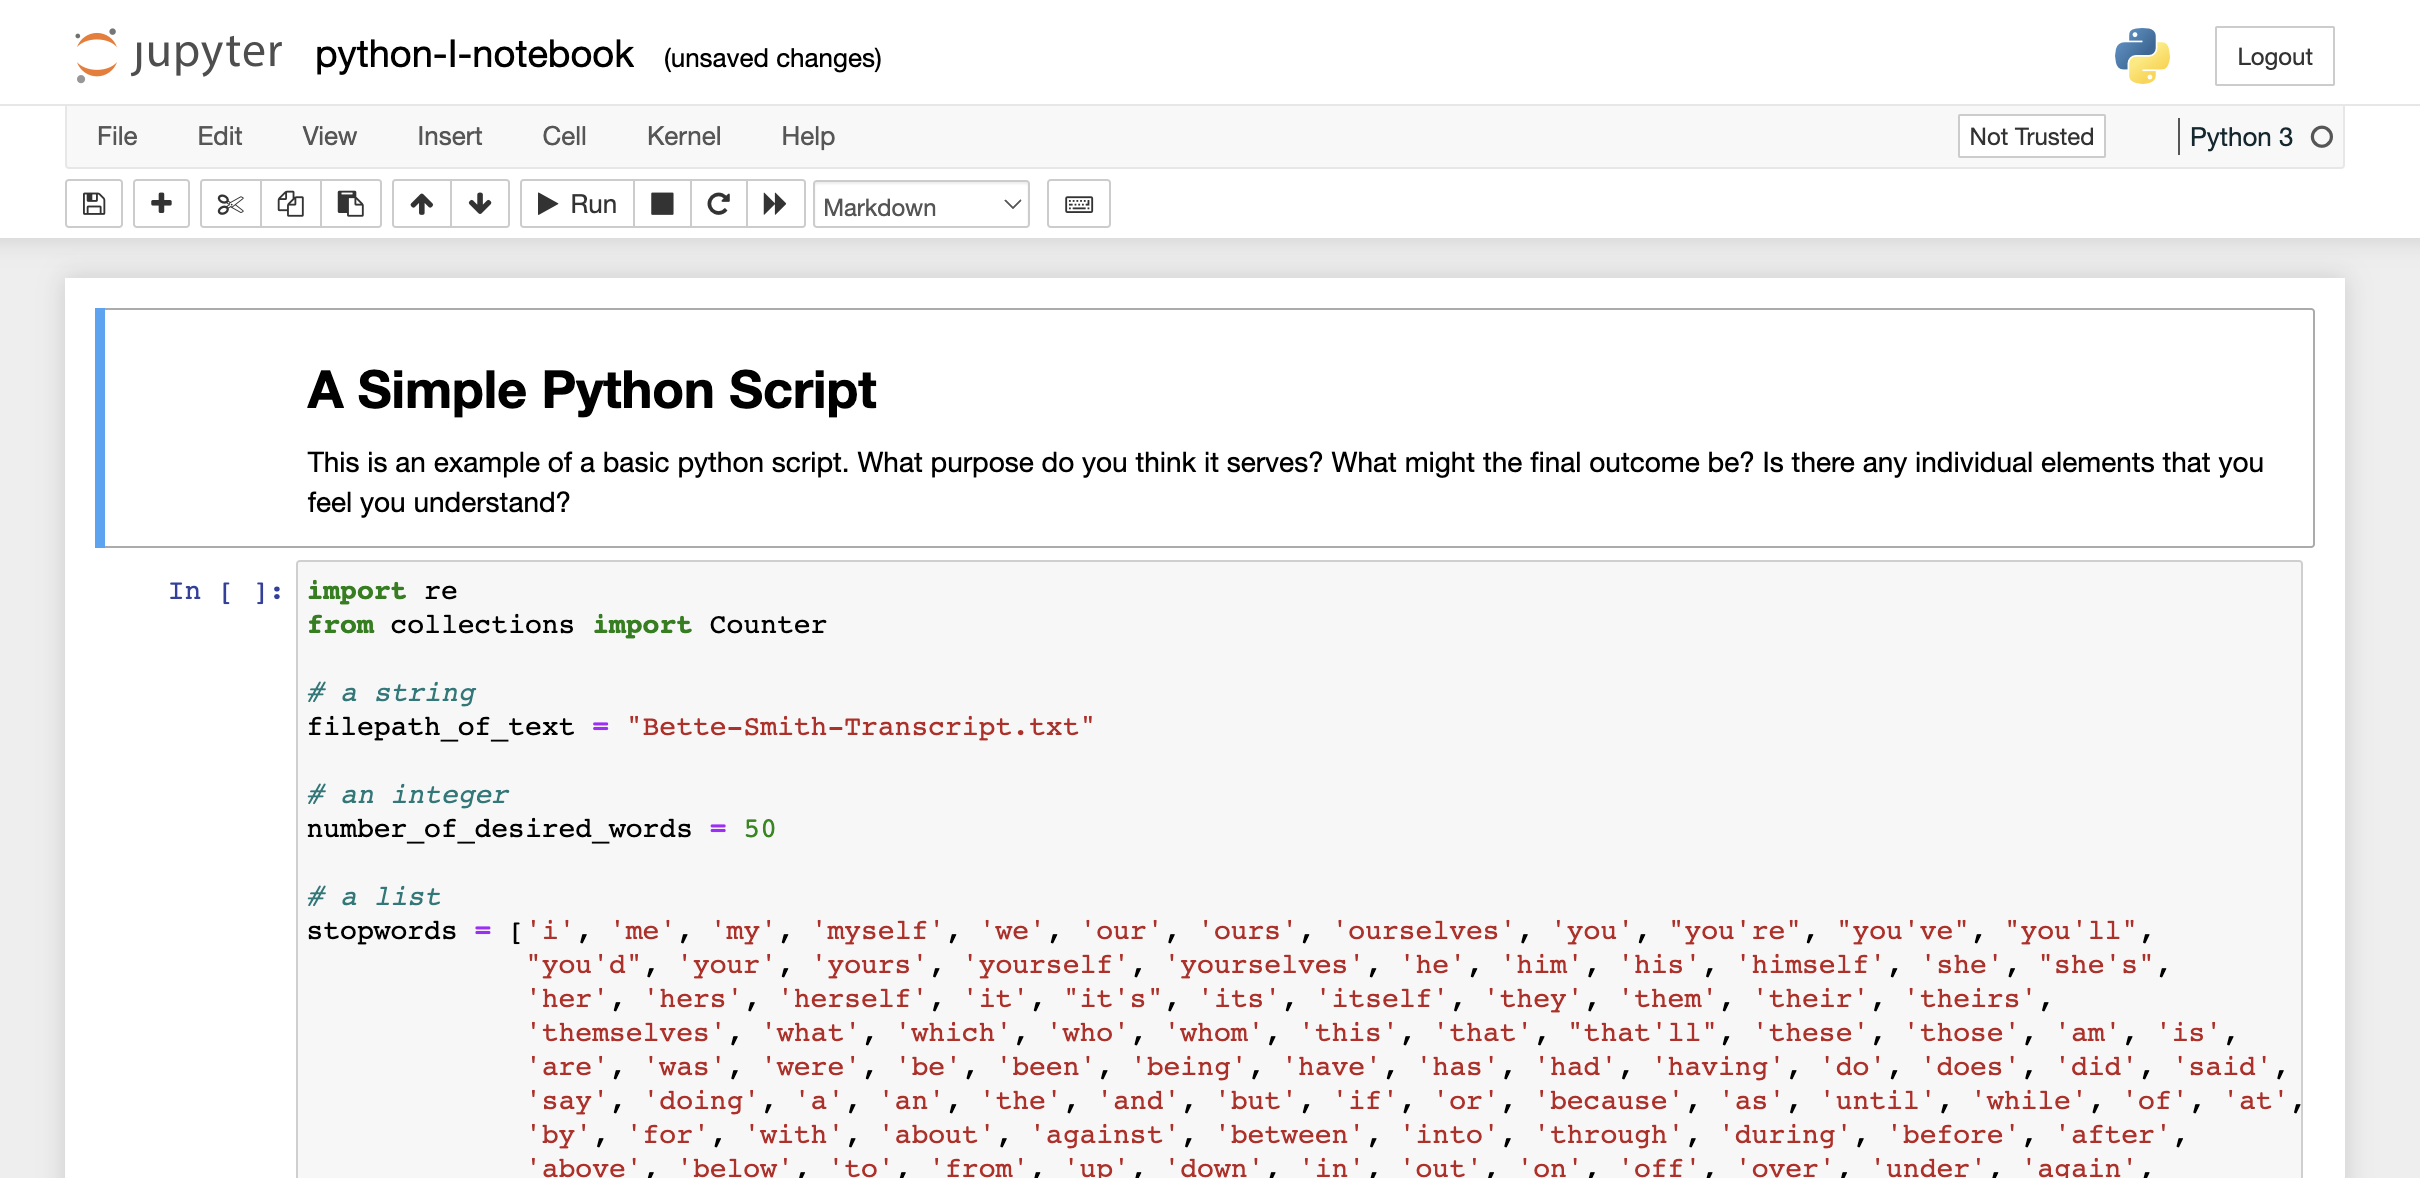 jupyter python-I-notebook (unsaved changes) Logout
File Edit View Insert Cell Kernel Help Not Trusted Python 3
Run Markdown
A Simple Python Script
This is an example of a basic python script. What purpose do you think it serves? What might the final outcome be? Is there any individual elements that you
feel you understand?
In [ ]: import re
from collections import Counter
# a string
filepath_of_text = "Bette-Smith-Transcript.txt"
# an integer
number_of_desired_words = 50
# a list
stopwords = ['i', 'me', 'my', 'myself', 'we', 'our', 'ours', 'ourselves', 'you', "you're", "you've", "you'll",
"you'd", 'your', 'yours', 'yourself', 'yourselves', 'he', 'him', 'his', 'himself', 'she', "she's",
'her', 'hers', 'herself', 'it', "it's", 'its', 'itself', 'they', 'them', 'their', 'theirs',
'themselves', 'what', 'which', 'who', 'whom', 'this', 'that', "that'll", 'these', 'those', 'am', 'is',
'are', 'was', 'were', 'be', 'been', 'being', 'have', 'has', 'had', 'having', 'do', 'does', 'did', 'said',
'say', 'doing', 'a', 'an', 'the', 'and', 'but', 'if', 'or', 'because', 'as', 'until', 'while', 'of', 'at',
'by', 'for', 'with', 'about', 'against', 'between', 'into', 'through', 'during', 'before', 'after',
'above', 'below', 'to', 'from', 'up', 'down', 'in', 'out', 'on', 'off', 'over', 'under', 'again',